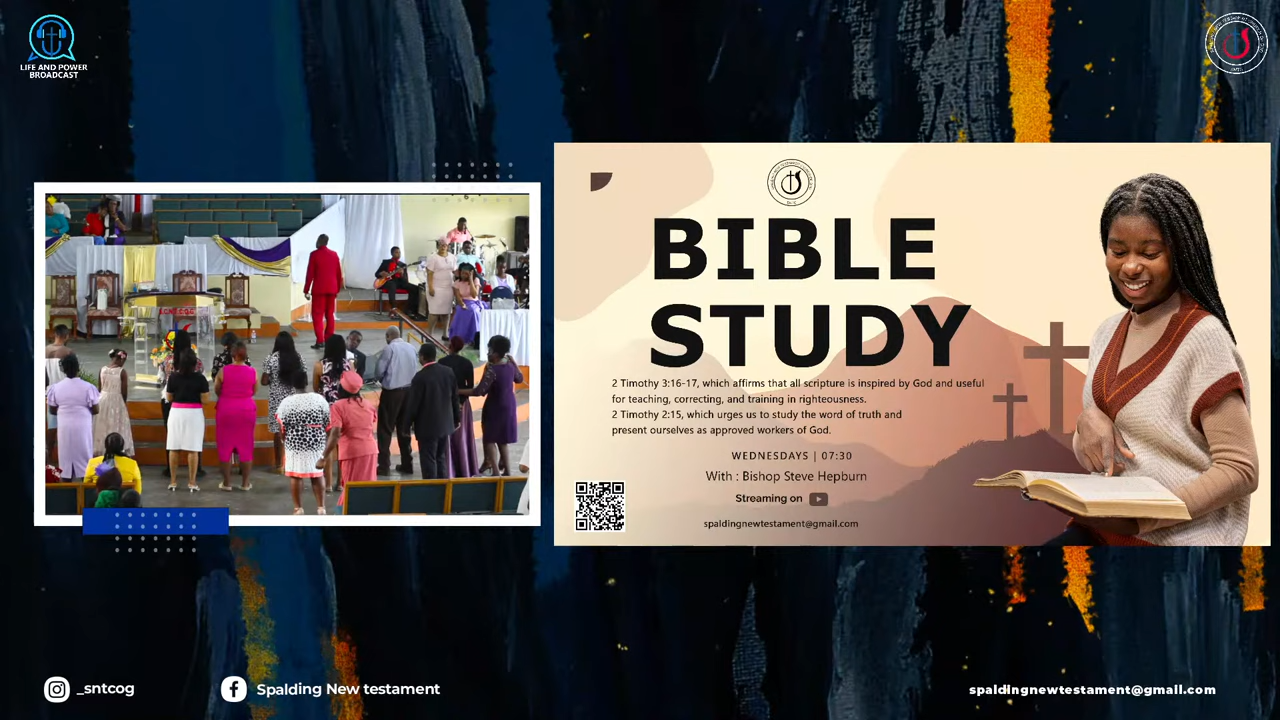 LIFE AND POWER
BROADCAST
BIBLE
STUDY
2 Timothy 3:16-17, which affirms that all scripture is inspired by God and useful
for teaching, correcting, and training in righteousness.
2 Timothy 2:15, which urges us to study the word of truth and
present ourselves as approved workers of God.
WEDNESDAYS | 07:30
With : Bishop Steve Hepburn
Streaming on
spaldingnewtestament@gmail.com
_sntcog
Spalding New testament
spaldingnewtestament@gmail.com